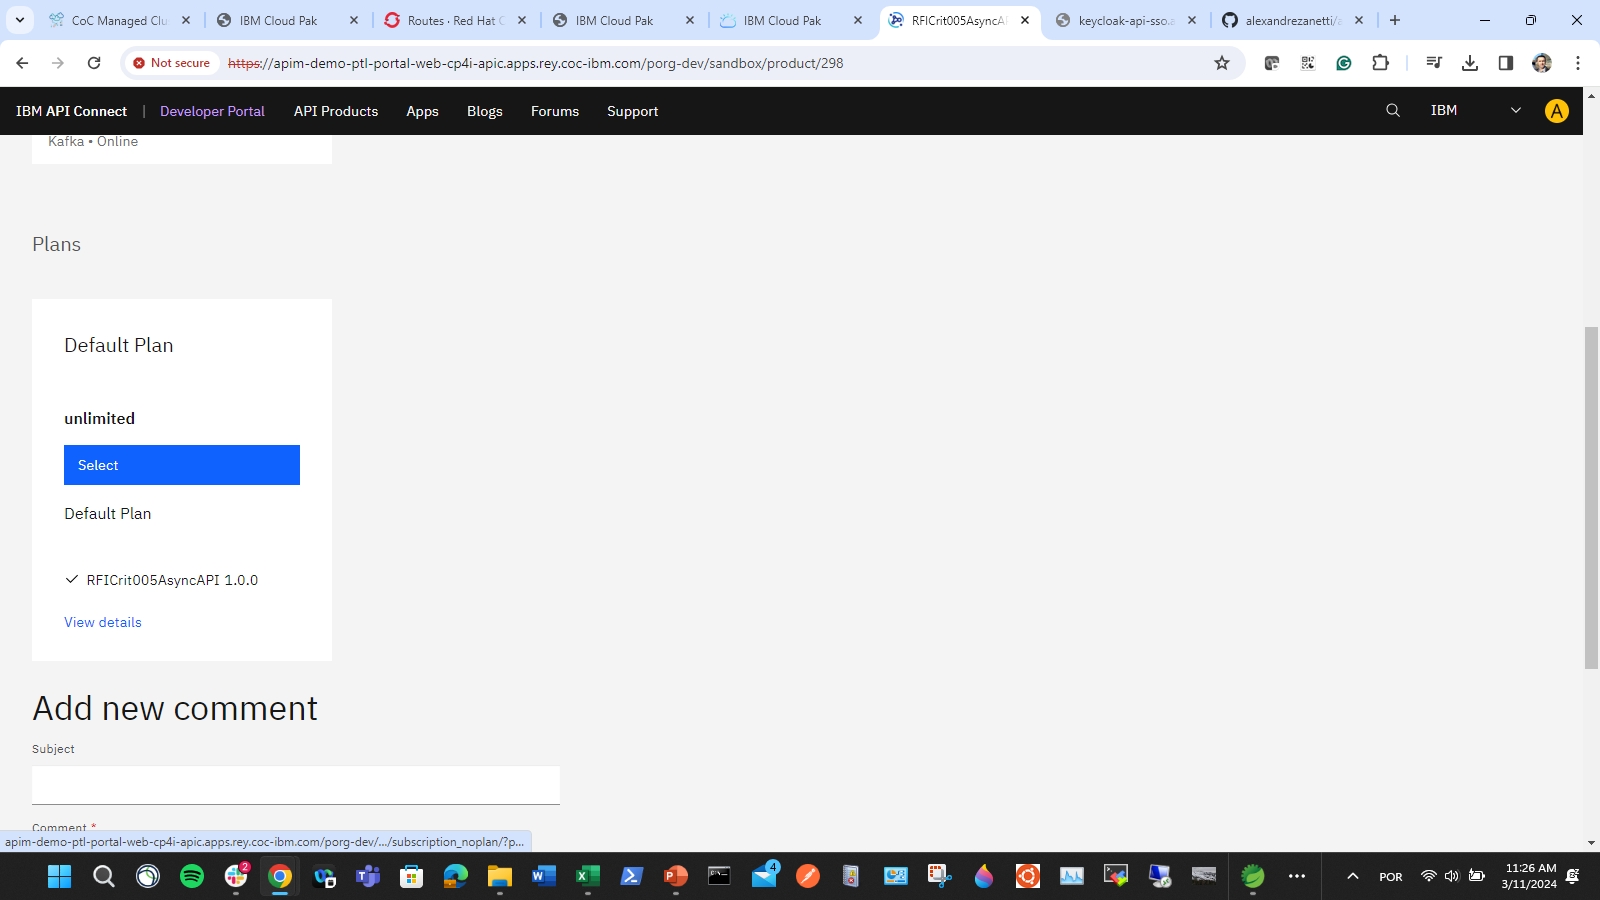 CoC Managed Clu
IBM Cloud Pak
Routes · Red Hat C
IBM Cloud Pak
IBM Cloud Pak
RFICrit005AsyncA
keycloak-api-sso.a
alexandrezanetti/a
Not secure
https://apim-demo-ptl-portal-web-cp4i-apic.apps.rey.coc-ibm.com/porg-dev/sandbox/product/298
IBM API Connect | Developer Portal API Products Apps Blogs Forums Support IBM A
Kafka • Online
Plans
Default Plan
unlimited
Select
Default Plan
RFICrit005AsyncAPI 1.0.0
View details
Add new comment
Subject
Comment *
apim-demo-ptl-portal-web-cp4i-apic.apps.rey.coc-ibm.com/porg-dev/.../subscription_noplan/?p...
2
4
POR
11:26 AM
3/11/2024